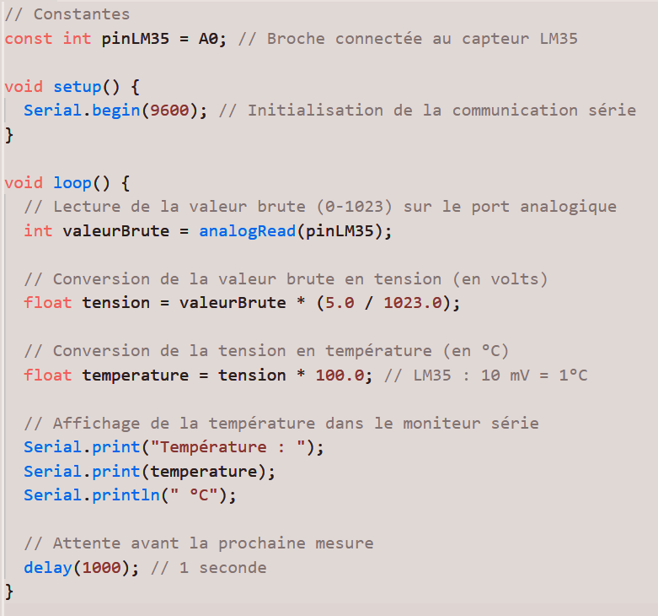 // Constantes
const int pinLM35 = A0; // Broche connectée au capteur LM35
void setup() {
Serial.begin(9600); // Initialisation de la communication série
}
void loop() {
// Lecture de la valeur brute (0-1023) sur le port analogique
int valeurBrute = analogRead(pinLM35);
// Conversion de la valeur brute en tension (en volts)
float tension = valeurBrute * (5.0 / 1023.0);
// Conversion de la tension en température (en °C)
float temperature = tension * 100.0; // LM35 : 10 mV = 1°C
// Affichage de la température dans le moniteur série
Serial.print("Température : ");
Serial.print(temperature);
Serial.println(" °C");
// Attente avant la prochaine mesure
delay(1000); // 1 seconde
}